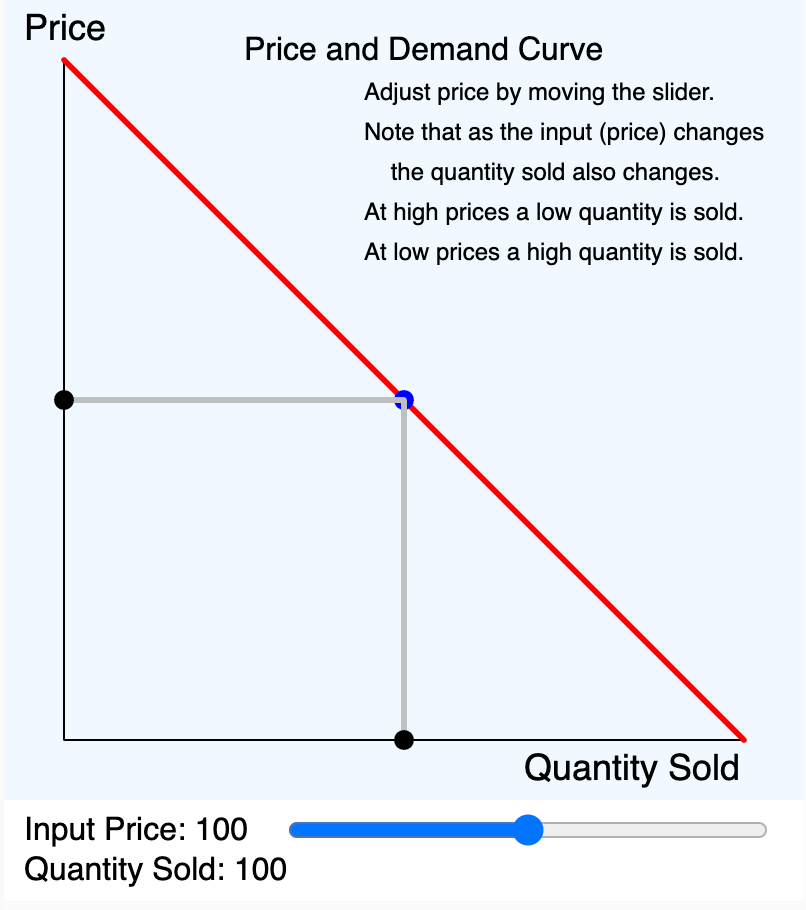 Price
Price and Demand Curve
Adjust price by moving the slider.
Note that as the input (price) changes
the quantity sold also changes.
At high prices a low quantity is sold.
At low prices a high quantity is sold.
Quantity Sold
Input Price: 100
Quantity Sold: 100